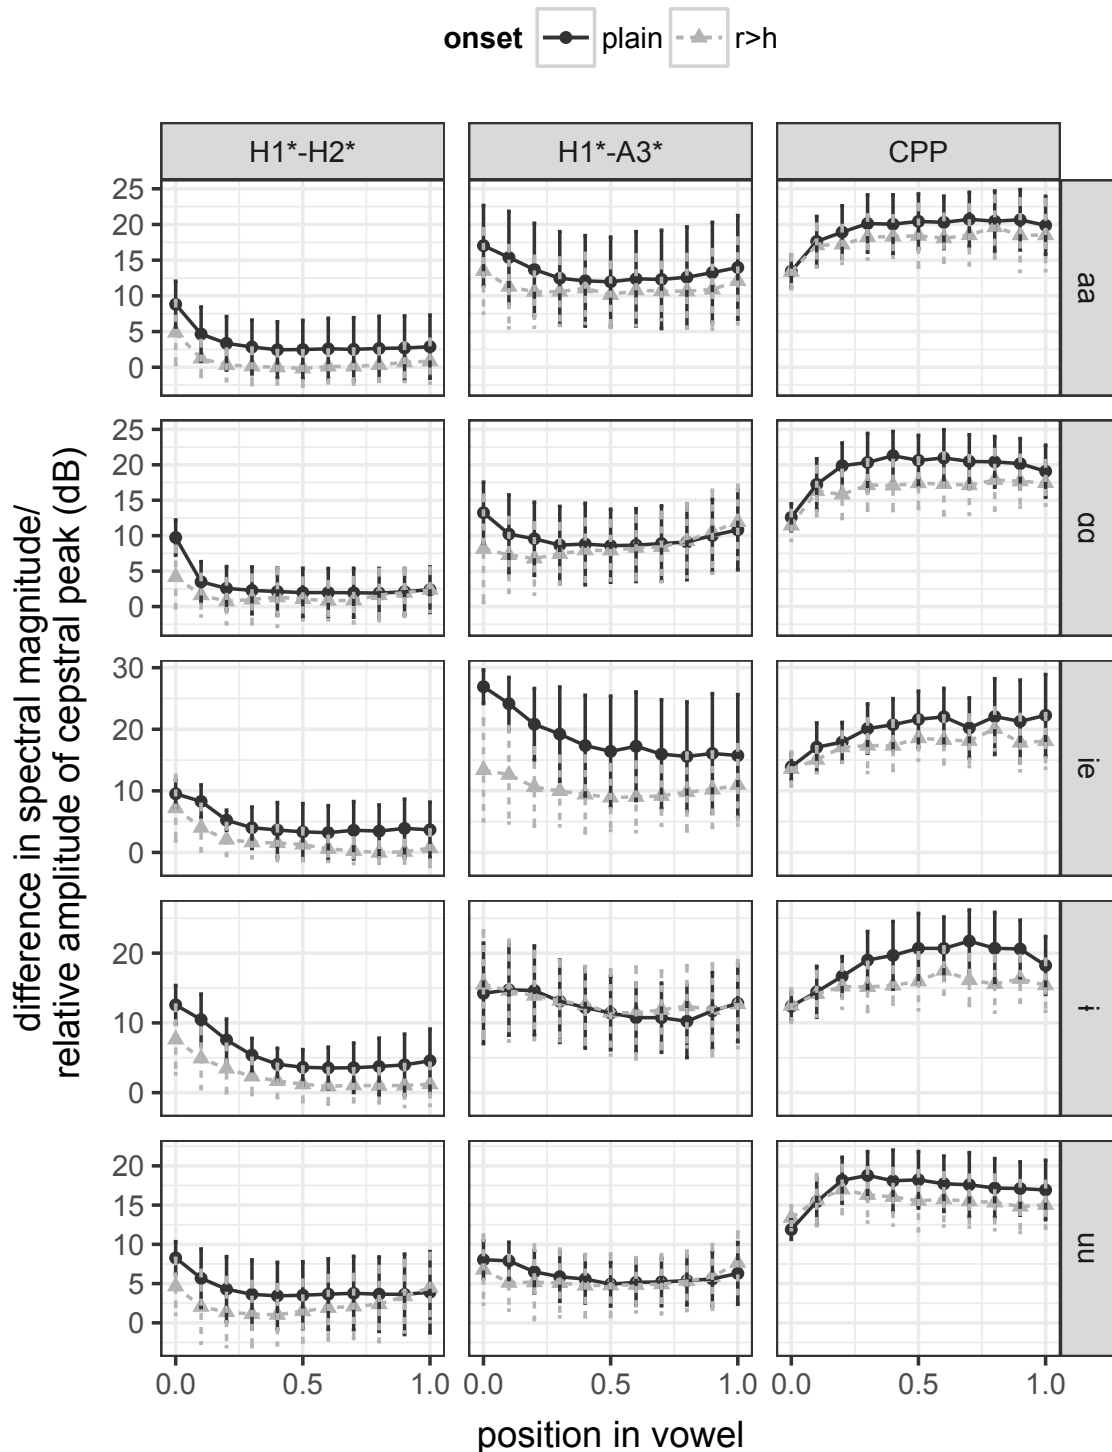 onset plain r>h
H1*-H2* H1*-A3* CPP
25
20
15
10
5
0
aa
25
20
15
10
5
0
ɑɑ
30
20
10
0
ie
20
10
0
ɨ
20
15
10
5
0
uu
0.0 0.5 1.0 0.0 0.5 1.0 0.0 0.5 1.0
position in vowel
difference in spectral magnitude/
relative amplitude of cepstral peak (dB)